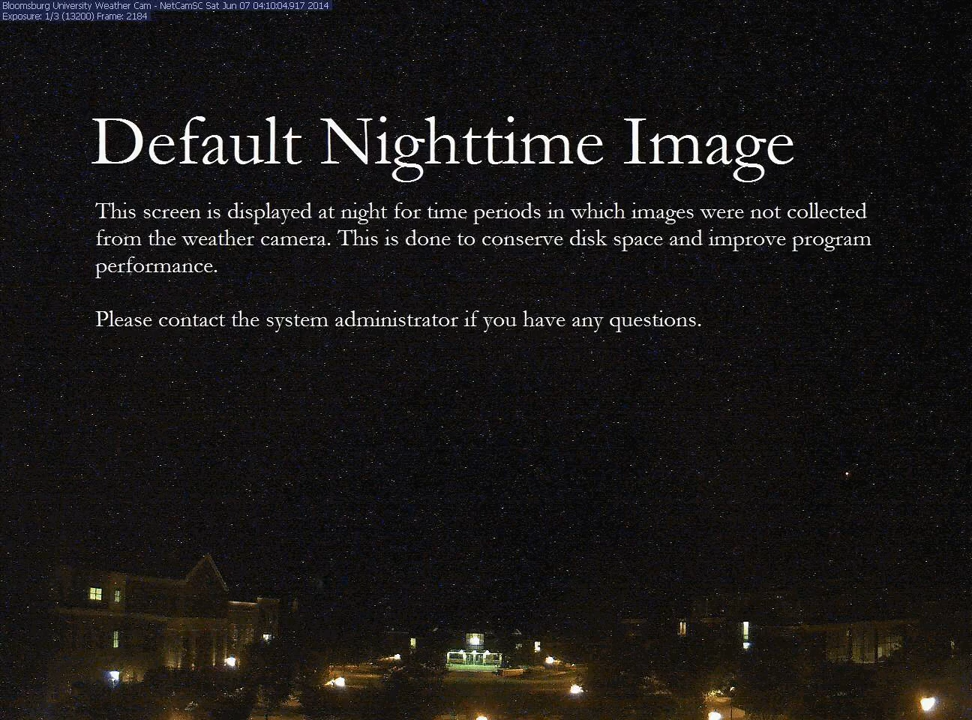 Bloomsburg University Weather Cam - NetCamSC Sat Jun 07 04:10:04.917 2014
Exposure: 1/3 (13200) Frame: 2184
Default Nighttime Image
This screen is displayed at night for time periods in which images were not collected
from the weather camera. This is done to conserve disk space and improve program
performance.
Please contact the system administrator if you have any questions.